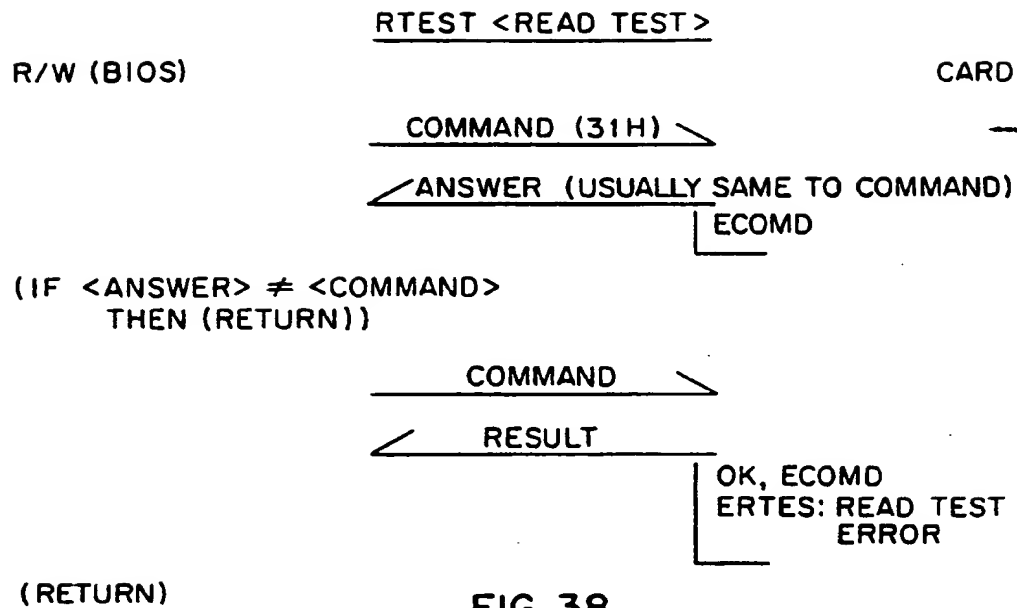 RTEST <READ TEST>
R/W (BIOS) CARD
COMMAND (31H)
ANSWER (USUALLY SAME TO COMMAND)
ECOMD
(IF <ANSWER> ≠ <COMMAND>
THEN (RETURN))
COMMAND
RESULT
OK, ECOMD
ERTES: READ TEST
ERROR
(RETURN)
FIG. 38